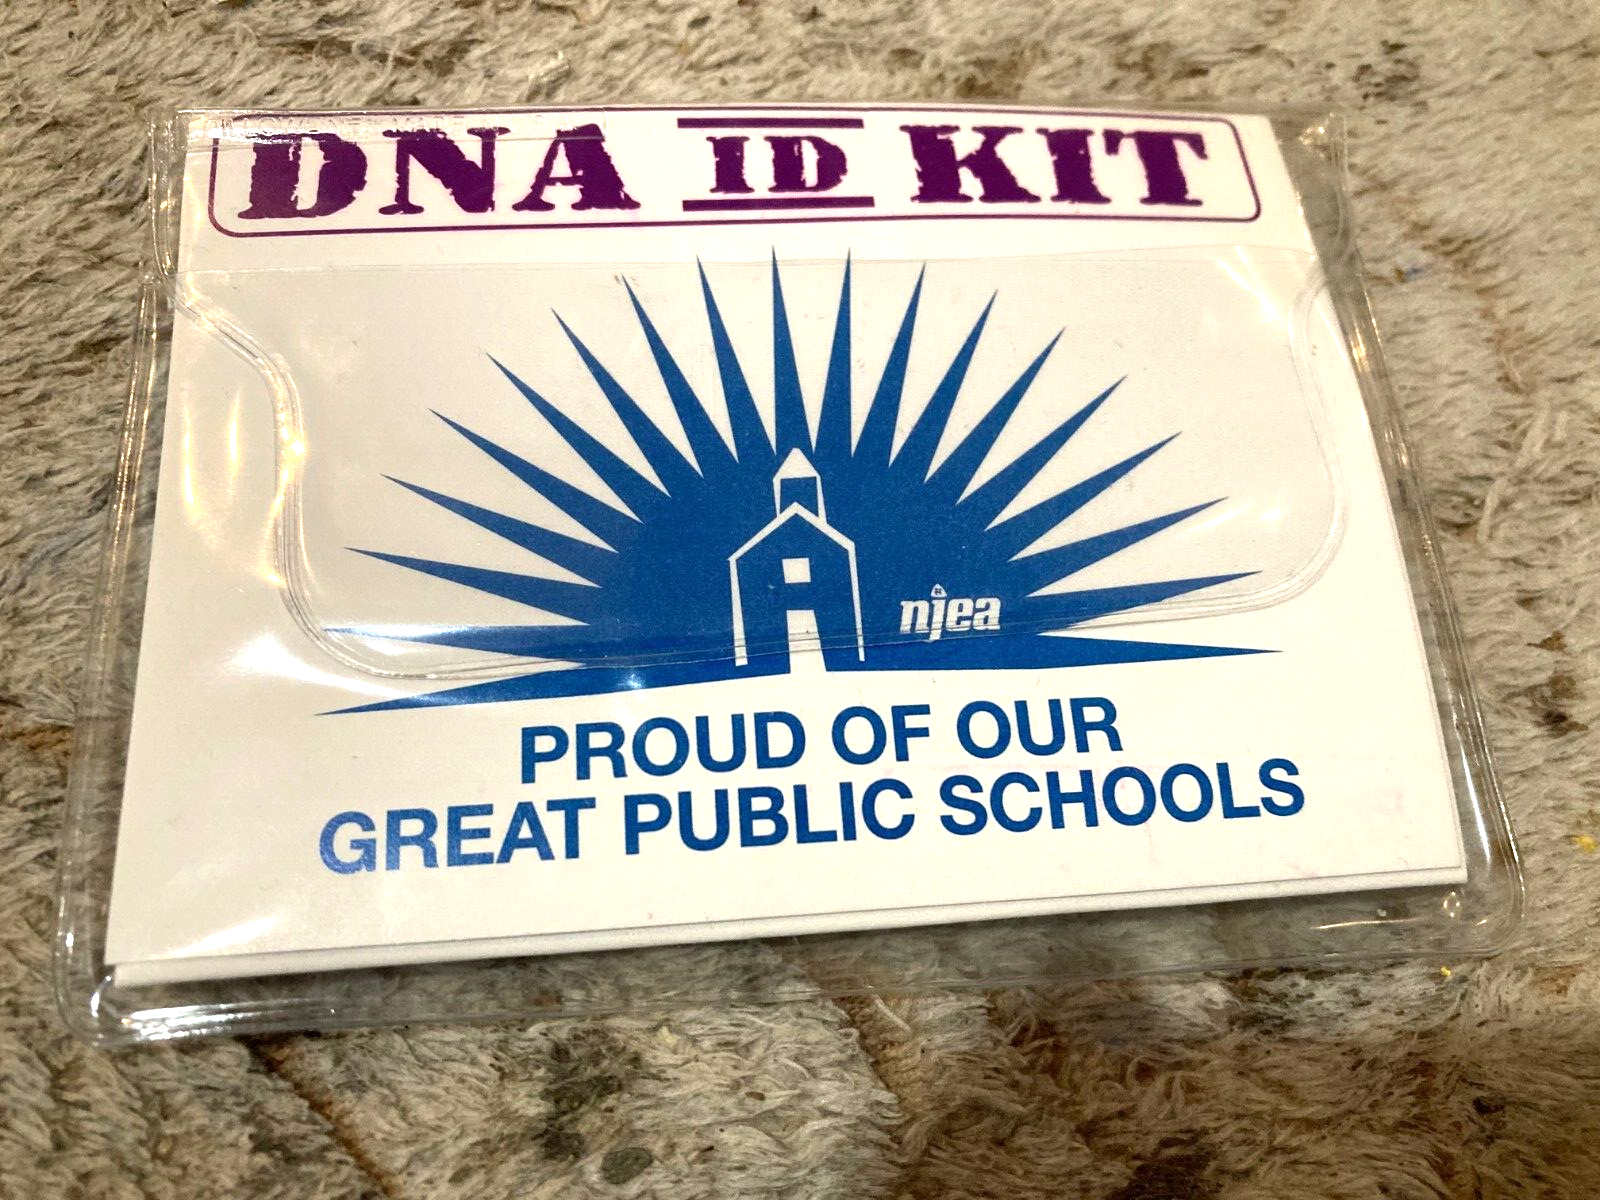 DNA ID KIT
njea
PROUD OF OUR
GREAT PUBLIC SCHOOLS